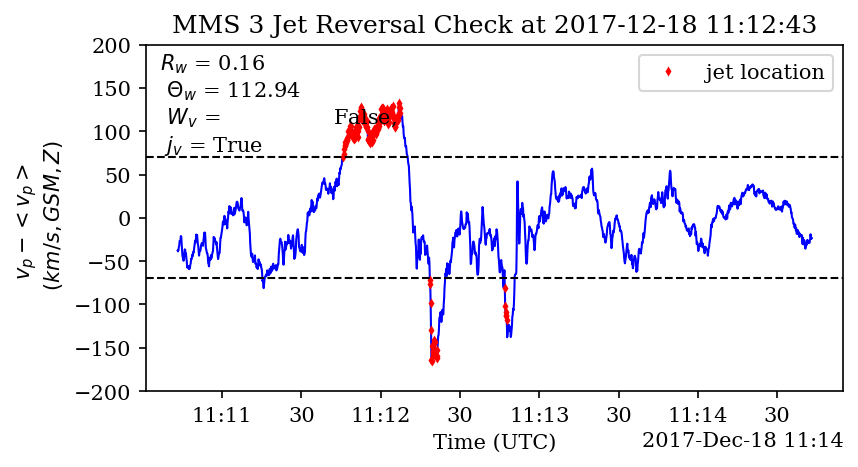 MMS 3 Jet Reversal Check at 2017-12-18 11:12:43
R_w = 0.16
Θ_w = 112.94
W_v = False,
j_v = True
jet location
200
150
100
50
0
−50
−100
−150
−200
v_p − < v_p >
(km/s, GSM, Z)
11:11 30 11:12 30 11:13 30 11:14 30
Time (UTC)
2017-Dec-18 11:14